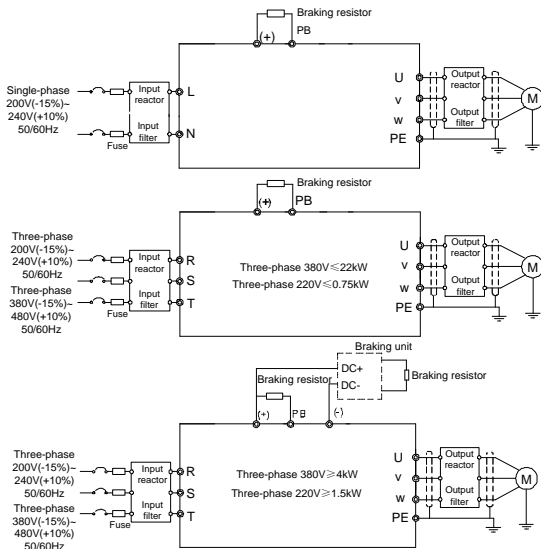 Braking resistor
(+)
PB
Single-phase
200V(-15%)~
240V(+10%)
50/60Hz
Fuse
Input
reactor
Input
filter
L
N
U
v
w
PE
Output
reactor
Output
filter
M
Braking resistor
(+)
PB
Three-phase
200V(-15%)~
240V(+10%)
50/60Hz
Three-phase
380V(-15%)~
480V(+10%)
50/60Hz
Fuse
Input
reactor
Input
filter
R
S
T
Three-phase 380V≤22kW
Three-phase 220V≤0.75kW
U
v
w
PE
Output
reactor
Output
filter
M
Braking unit
DC+
DC-
Braking resistor
Braking resistor
(+)
PB
(-)
Three-phase
200V(-15%)~
240V(+10%)
50/60Hz
Three-phase
380V(-15%)~
480V(+10%)
50/60Hz
Fuse
Input
reactor
Input
filter
R
S
T
Three-phase 380V≥4kW
Three-phase 220V≥1.5kW
U
v
w
PE
Output
reactor
Output
filter
M